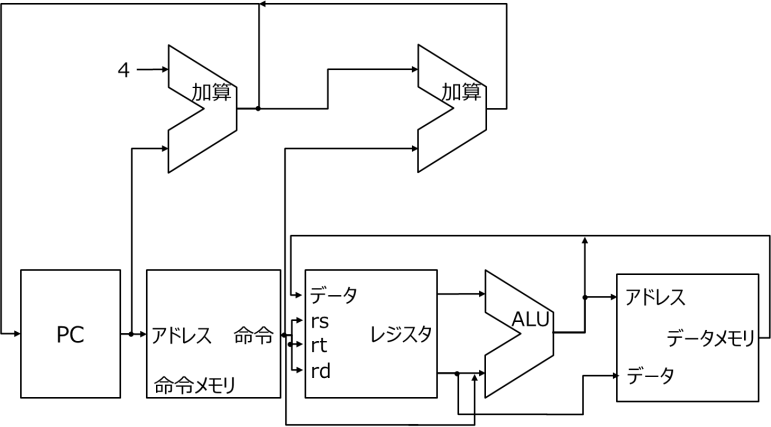 4
加算
加算
PC
アドレス
命令
命令メモリ
データ
rs
rt
rd
レジスタ
ALU
アドレス
データメモリ
データ